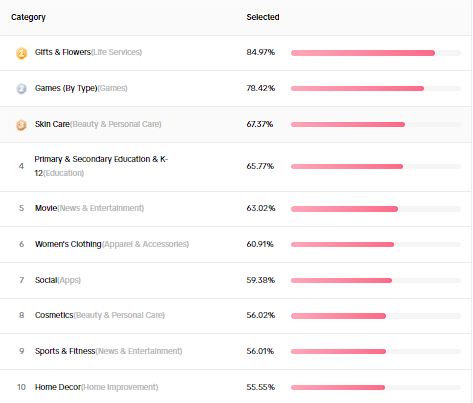 Category Selected
1 Gifts & Flowers(Life Services) 84.97%
2 Games (By Type)(Games) 78.42%
3 Skin Care(Beauty & Personal Care) 67.37%
4 Primary & Secondary Education & K-
12(Education) 65.77%
5 Movie(News & Entertainment) 63.02%
6 Women's Clothing(Apparel & Accessories) 60.91%
7 Social(Apps) 59.38%
8 Cosmetics(Beauty & Personal Care) 56.02%
9 Sports & Fitness(News & Entertainment) 56.01%
10 Home Decor(Home Improvement) 55.55%